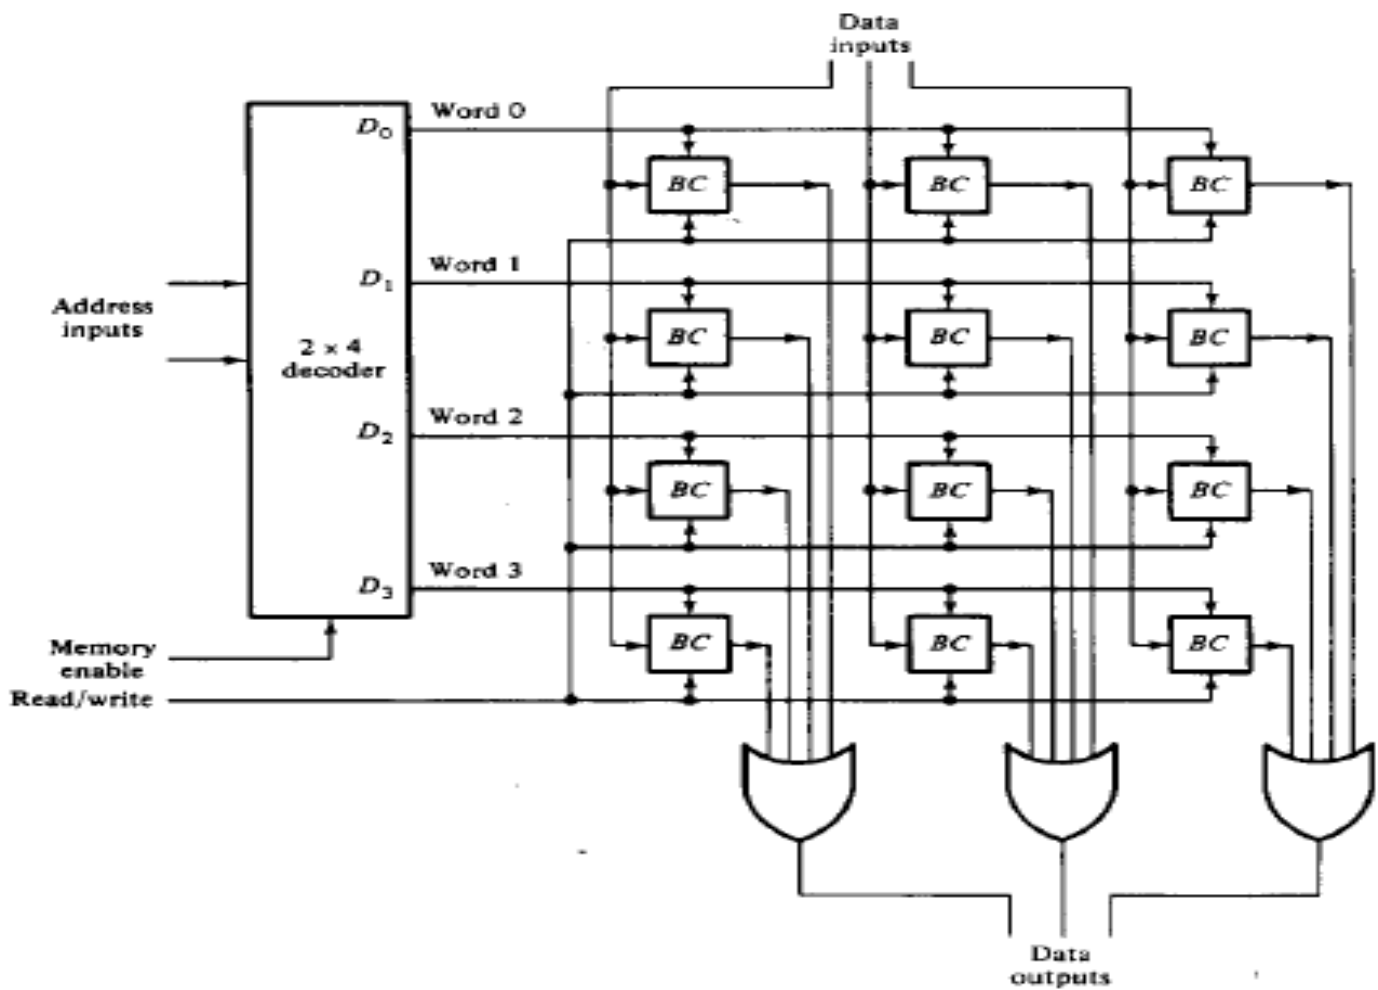 Data
inputs
Word 0
D0
BC BC BC
Word 1
D1
Address
inputs
BC BC BC
2 × 4
decoder
Word 2
D2
BC BC BC
Word 3
D3
Memory
enable
BC BC BC
Read/write
Data
outputs